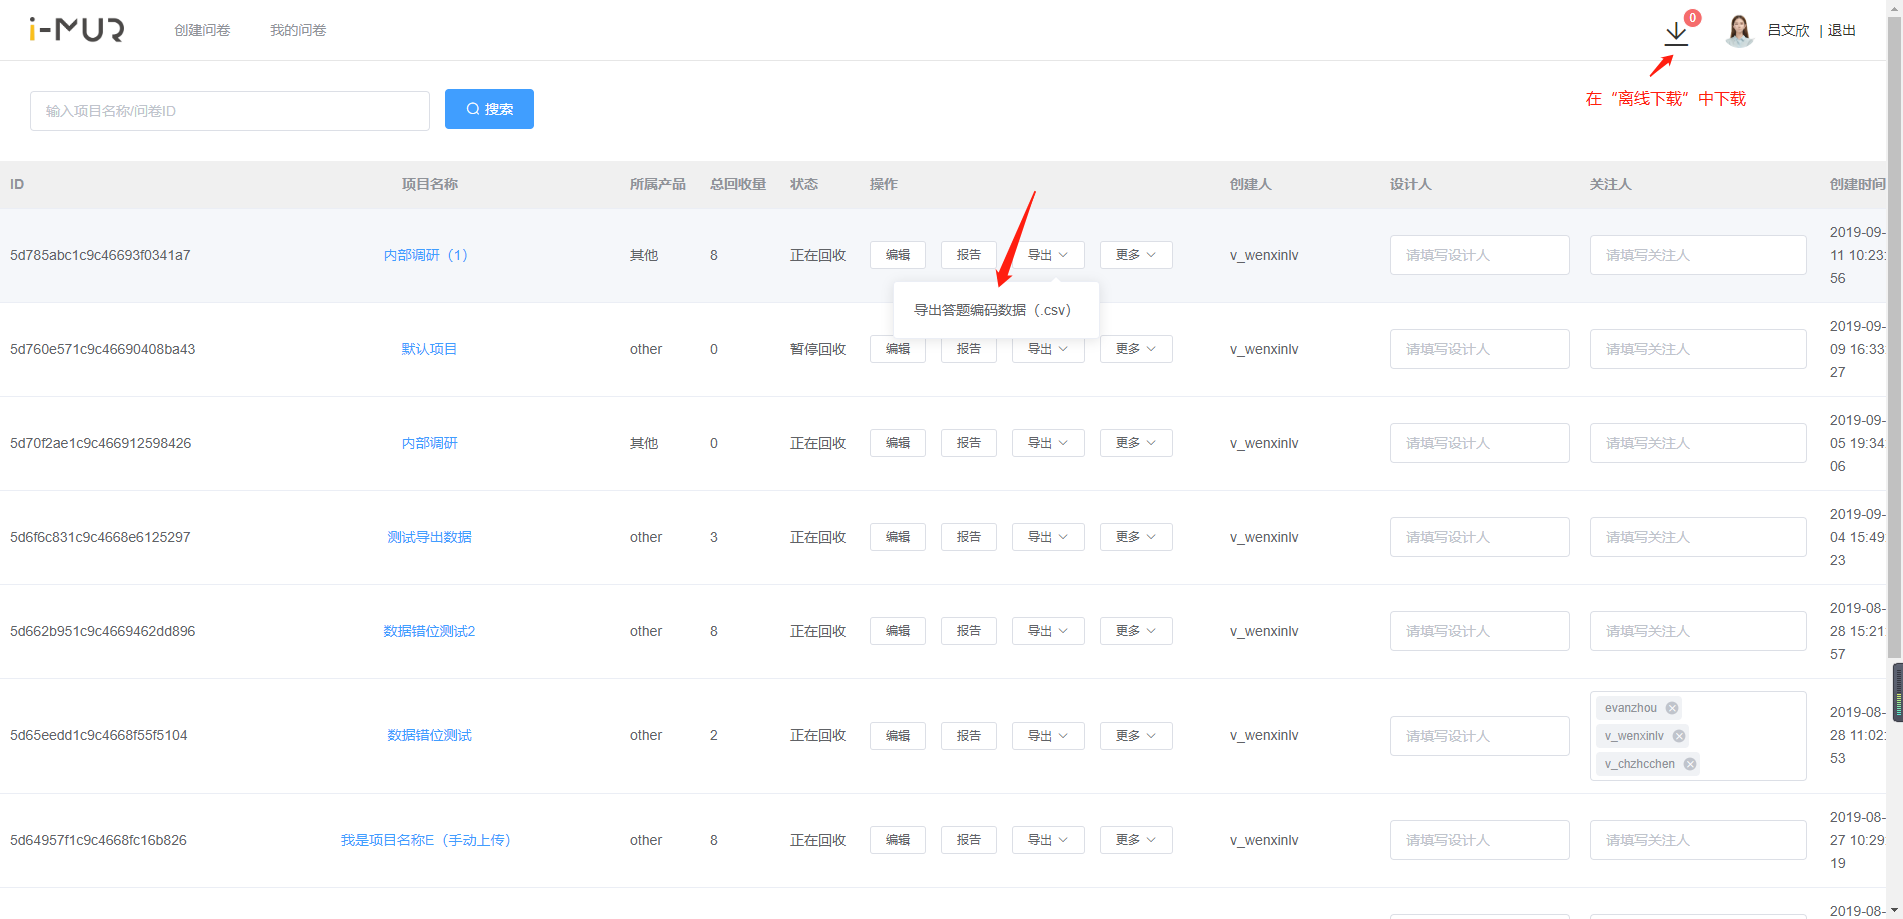 i-MUR 创建问卷 我的问卷 0 吕文欣 | 退出
在“离线下载”中下载
输入项目名称/问卷ID 搜索
ID 项目名称 所属产品 总回收量 状态 操作 创建人 设计人 关注人 创建时间
5d785abc1c9c46693f0341a7 内部调研（1） 其他 8 正在回收 编辑 报告 导出 更多 v_wenxinlv 请填写设计人 请填写关注人 2019-09-
11 10:23:
56
导出答题编码数据（.csv）
5d760e571c9c46690408ba43 默认项目 other 0 暂停回收 编辑 报告 导出 更多 v_wenxinlv 请填写设计人 请填写关注人 2019-09-
09 16:33
27
5d70f2ae1c9c466912598426 内部调研 其他 0 正在回收 编辑 报告 导出 更多 v_wenxinlv 请填写设计人 请填写关注人 2019-09-
05 19:34
06
5d6f6c831c9c4668e6125297 测试导出数据 other 3 正在回收 编辑 报告 导出 更多 v_wenxinlv 请填写设计人 请填写关注人 2019-09-
04 15:49
23
5d662b951c9c4669462dd896 数据错位测试2 other 8 正在回收 编辑 报告 导出 更多 v_wenxinlv 请填写设计人 请填写关注人 2019-08-
28 15:21
57
5d65eedd1c9c4668f55f5104 数据错位测试 other 2 正在回收 编辑 报告 导出 更多 v_wenxinlv 请填写设计人 evanzhou 2019-08-
v_wenxinlv 28 11:02:
v_chzhcchen 53
5d64957f1c9c4668fc16b826 我是项目名称E（手动上传） other 8 正在回收 编辑 报告 导出 更多 v_wenxinlv 请填写设计人 请填写关注人 2019-08-
27 10:29
19
2019-08-